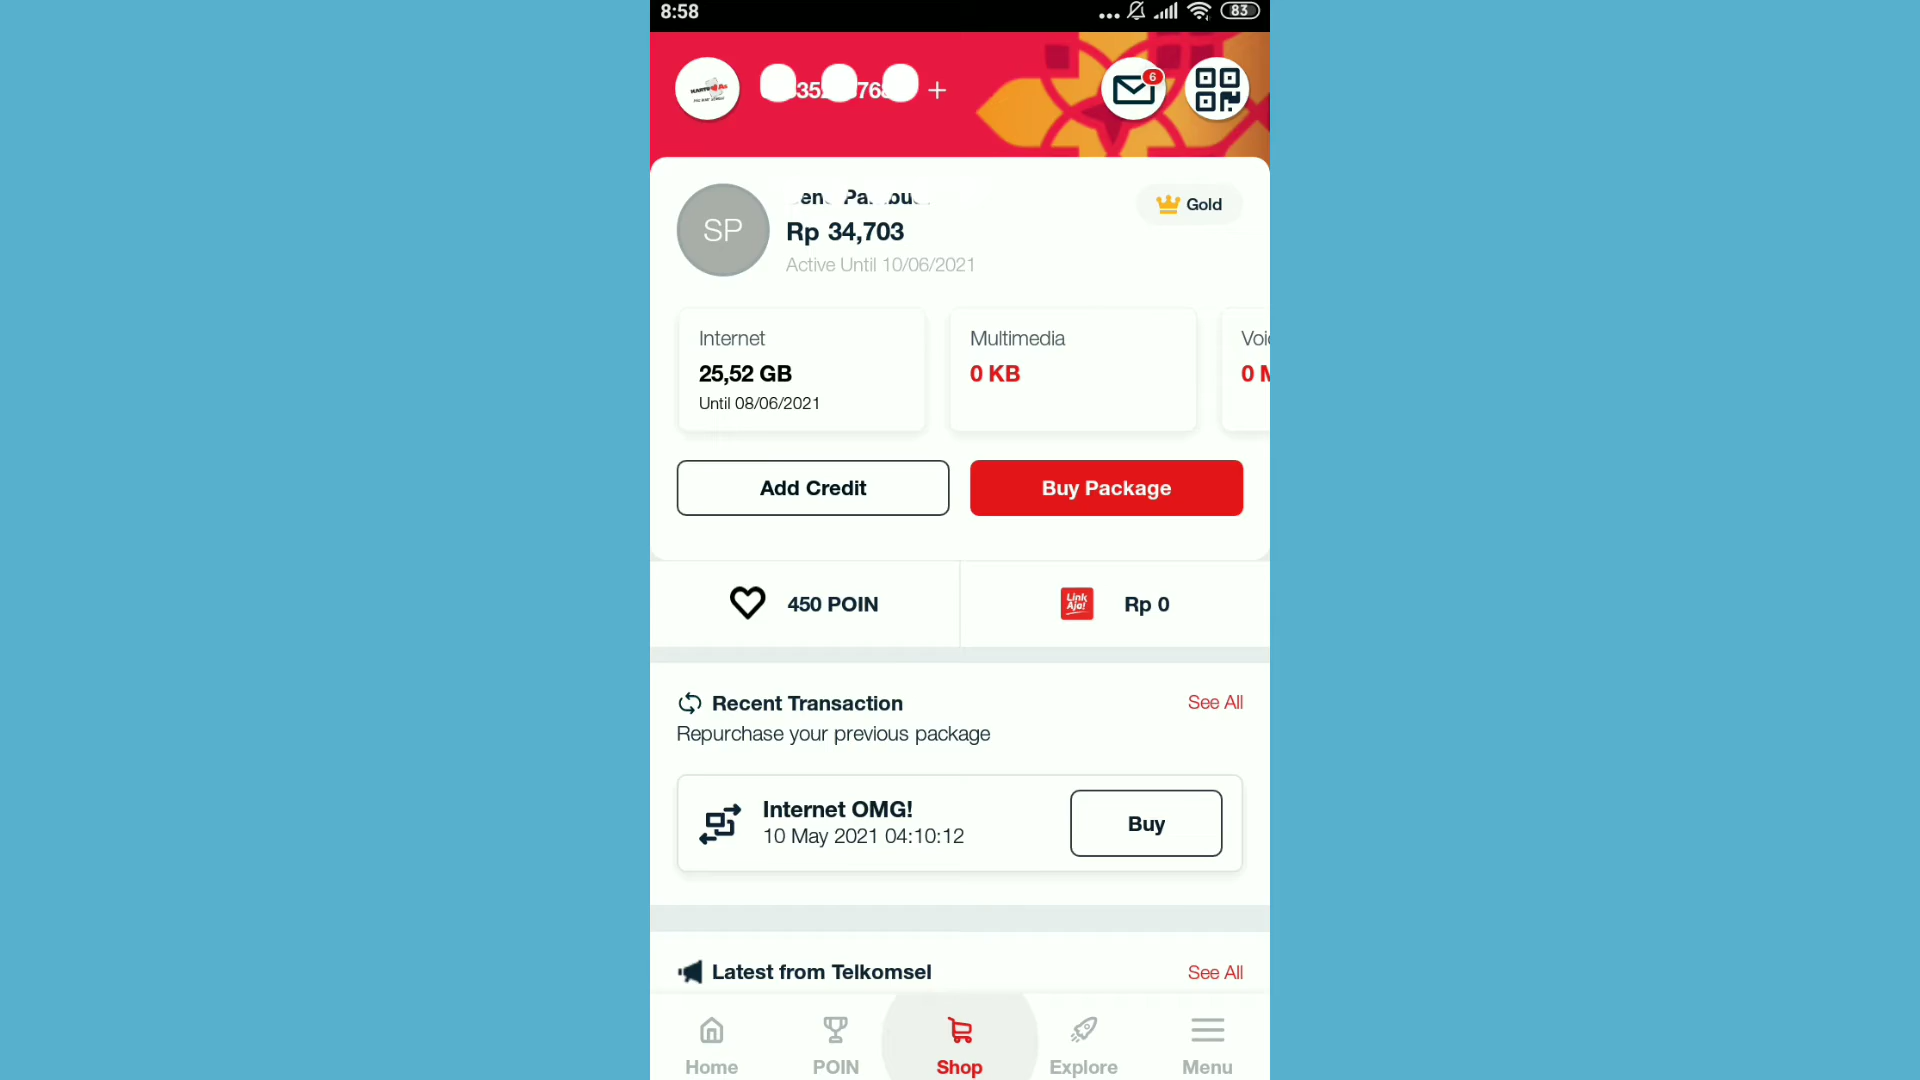 8:58
83
6
Rp 34,703
Gold
SP
Active Until 10/06/2021
Internet
25,52 GB
Until 08/06/2021
Multimedia
0 KB
Add Credit
Buy Package
450 POIN
Link Aja!
Rp 0
Recent Transaction
See All
Repurchase your previous package
Internet OMG!
10 May 2021 04:10:12
Buy
Latest from Telkomsel
See All
Home
POIN
Shop
Explore
Menu